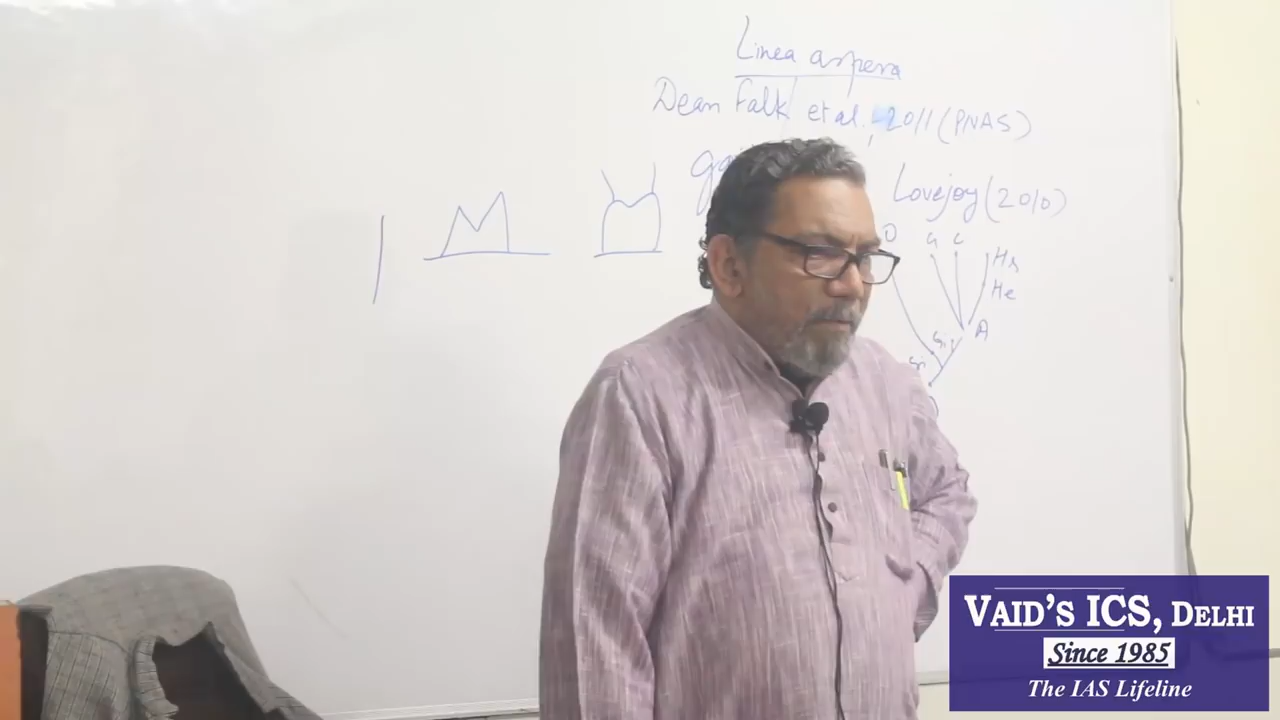 Linea aspera
Dean Falk et al., 2011 (PNAS)
Lovejoy (2010)
O G C
Hs
He
A
Si
VAID'S ICS, DELHI
Since 1985
The IAS Lifeline